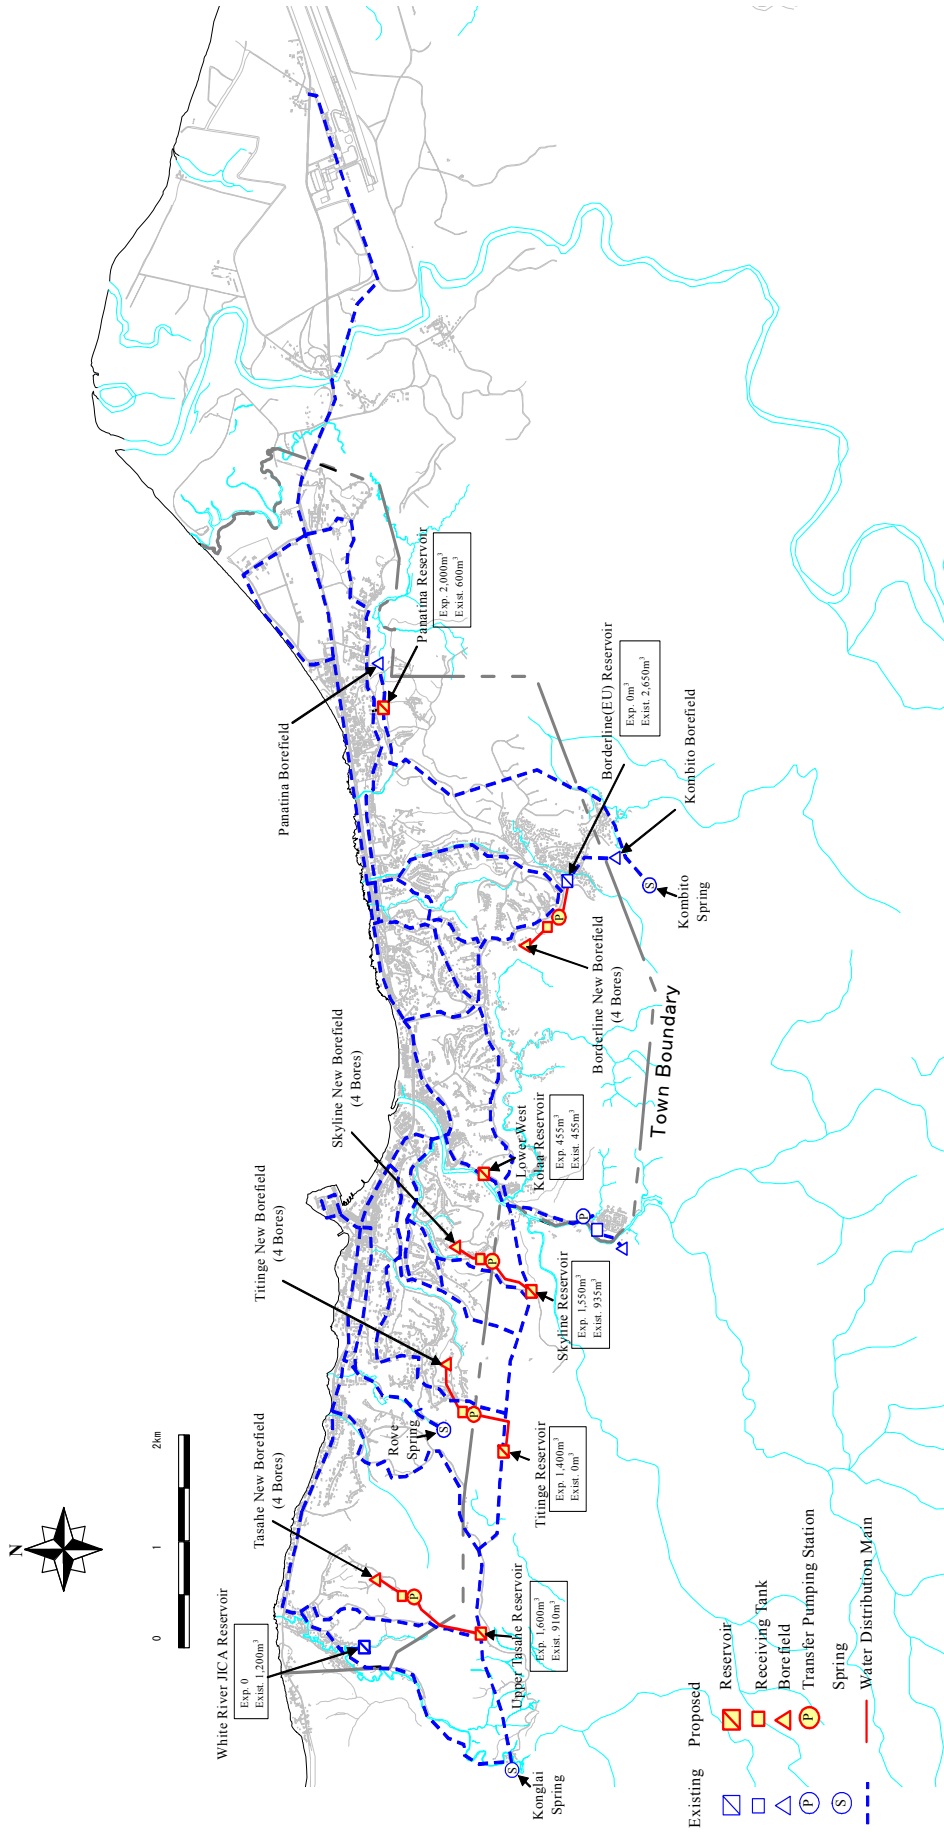 N
0
1
2km
White River JICA Reservoir
Exp. 0
Exist. 1,200m³
Tasahe New Borefield
(4 Bores)
Titinge New Borefield
(4 Bores)
Skyline New Borefield
(4 Bores)
Panatina Borefield
Rove
Spring
S
Konglai
Spring
S
Upper Tasahe Reservoir
Exp. 1,600m³
Exist. 910m³
P
Titinge Reservoir
Exp. 1,400m³
Exist. 0m³
P
Skyline Reservoir
Exp. 1,550m³
Exist. 935m³
P
Lower West
Kolaa Reservoir
Exp. 455m³
Exist. 455m³
P
Borderline New Borefield
(4 Bores)
P
Borderline(EU) Reservoir
Exp. 0m³
Exist. 2,650m³
Panatina Reservoir
Exp. 2,000m³
Exist. 600m³
Kombito Borefield
Kombito
Spring
S
Town Boundary
Existing
Proposed
Reservoir
Receiving Tank
Borefield
P
P
Transfer Pumping Station
S
Spring
Water Distribution Main